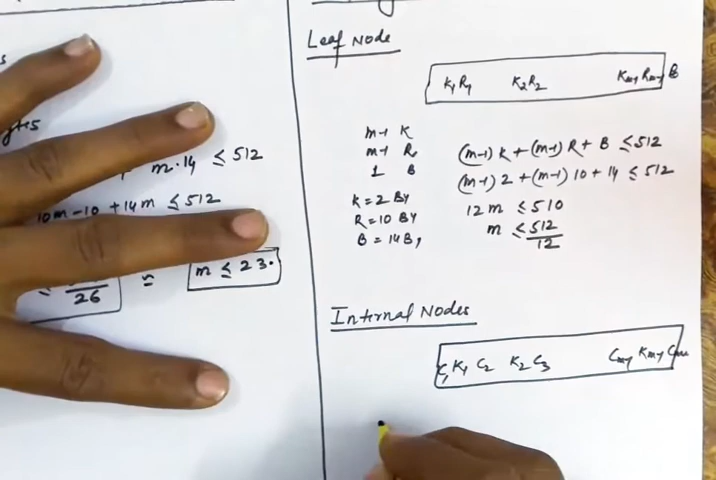 s
ytes
m.14 ≤ 512
10m-10 + 14m ≤ 512
≤ /26 ≈ m ≤ 23.
Leaf Node
K1 R1 K2 R2 Km-1 Rm-1 B
m-1 K
m-1 R
1 B
K = 2 By
R = 10 By
B = 14 B,
(m-1) K + (m-1) R + B ≤ 512
(m-1) 2 + (m-1) 10 + 14 ≤ 512
12 m ≤ 510
m ≤ 512/12
Internal Nodes
C1 K1 C2 K2 C3 Cm-1 Km-1 Cm